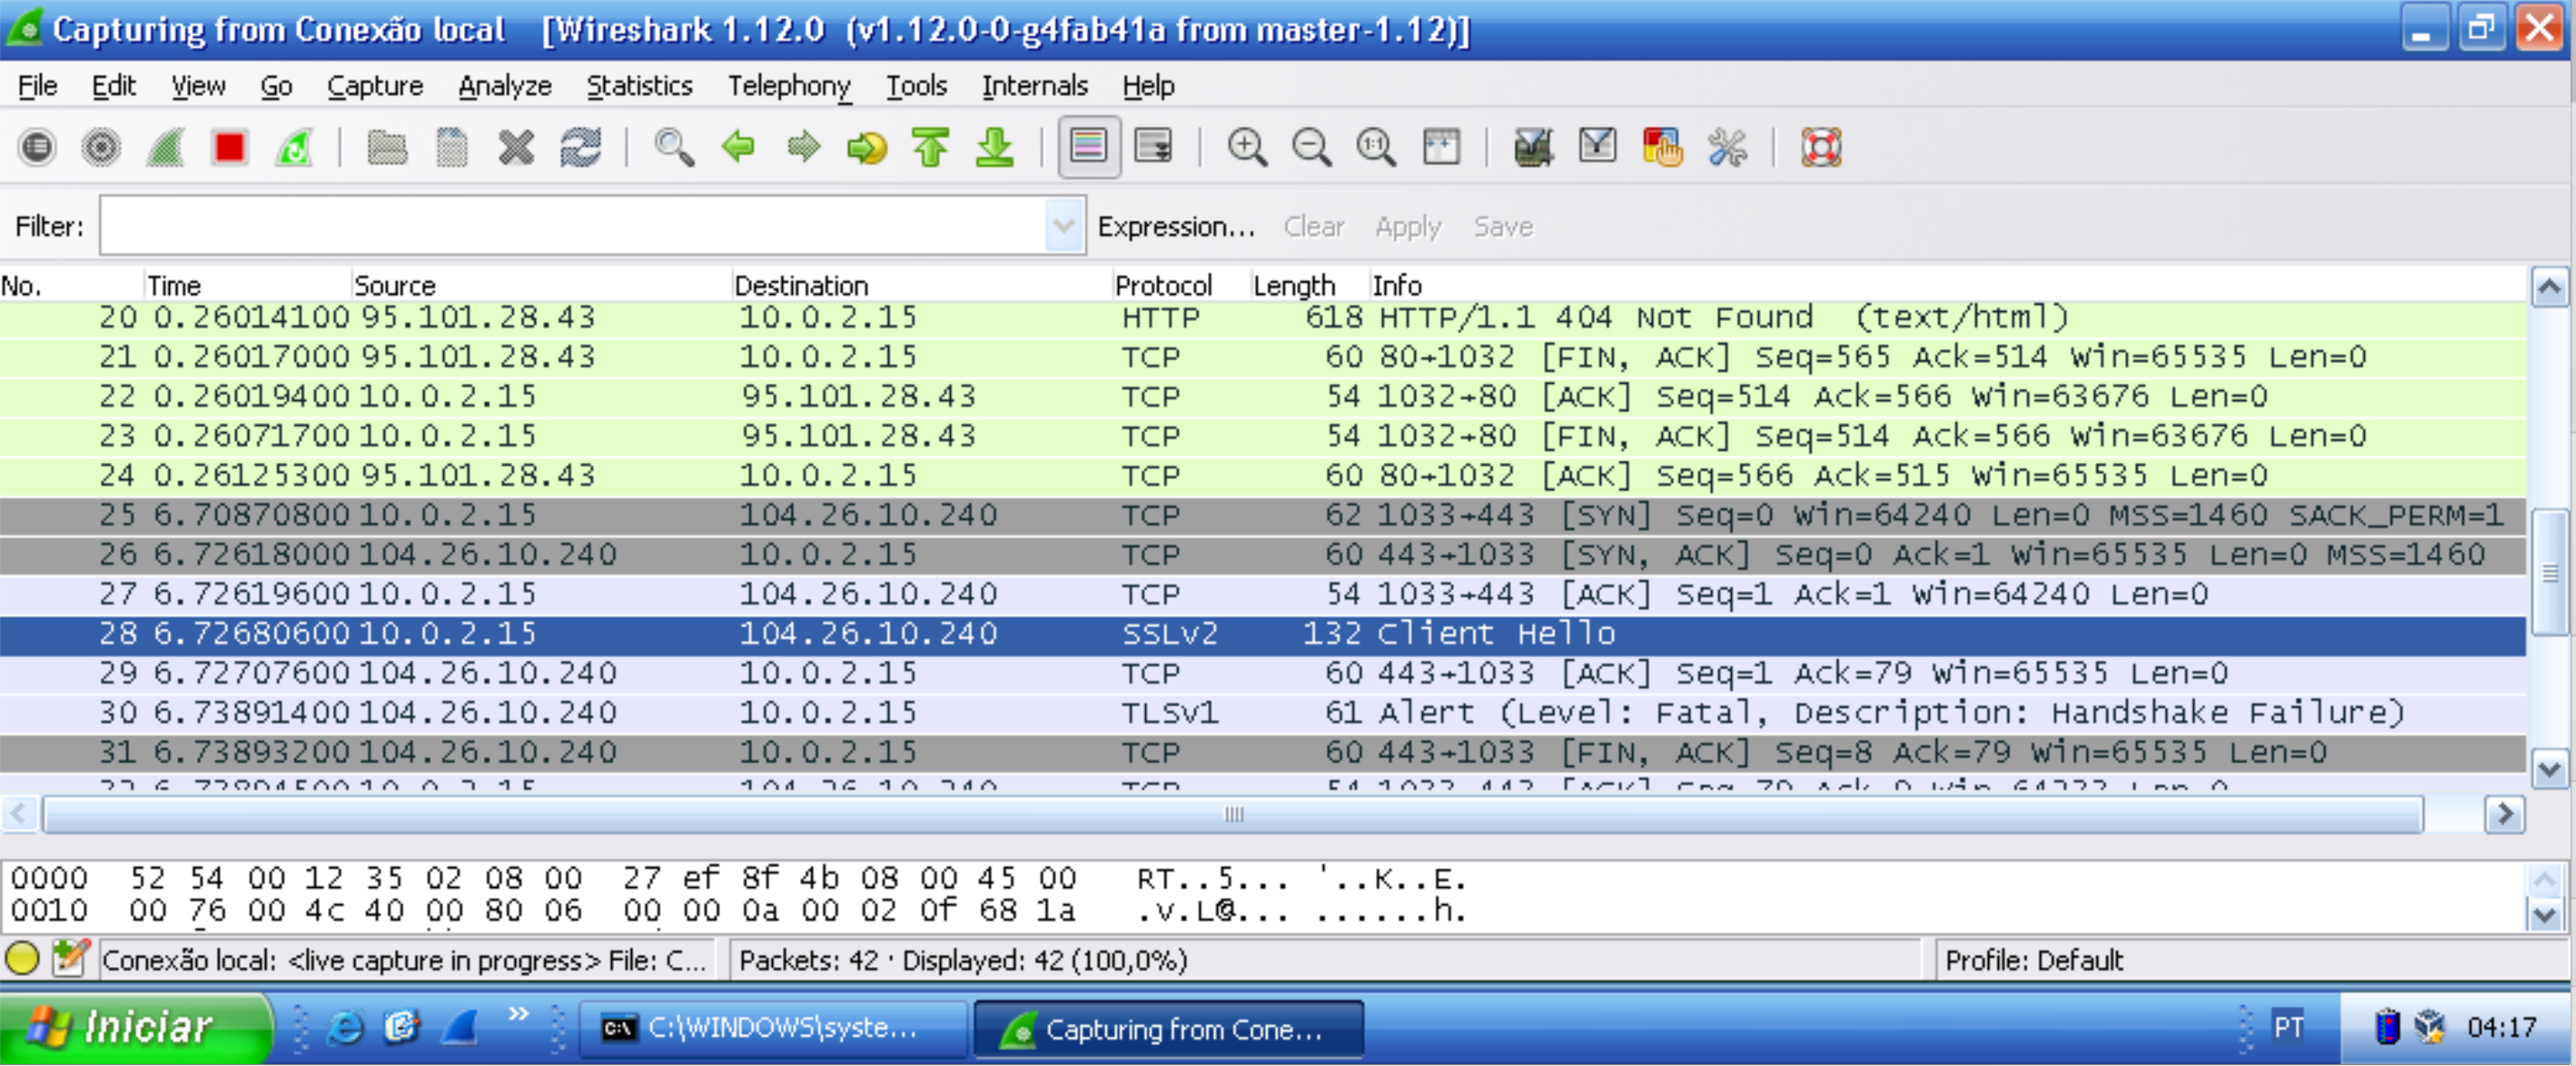 Capturing from Conexão local [Wireshark 1.12.0 (v1.12.0-0-g4fab41a from master-1.12)]
File Edit View Go Capture Analyze Statistics Telephony Tools Internals Help
Filter: Expression... Clear Apply Save
No. Time Source Destination Protocol Length Info
20 0.26014100 95.101.28.43 10.0.2.15 HTTP 618 HTTP/1.1 404 Not Found (text/html)
21 0.26017000 95.101.28.43 10.0.2.15 TCP 60 80→1032 [FIN, ACK] Seq=565 Ack=514 Win=65535 Len=0
22 0.26019400 10.0.2.15 95.101.28.43 TCP 54 1032→80 [ACK] Seq=514 Ack=566 Win=63676 Len=0
23 0.26071700 10.0.2.15 95.101.28.43 TCP 54 1032→80 [FIN, ACK] Seq=514 Ack=566 Win=63676 Len=0
24 0.26125300 95.101.28.43 10.0.2.15 TCP 60 80→1032 [ACK] Seq=566 Ack=515 Win=65535 Len=0
25 6.70870800 10.0.2.15 104.26.10.240 TCP 62 1033→443 [SYN] Seq=0 Win=64240 Len=0 MSS=1460 SACK_PERM=1
26 6.72618000 104.26.10.240 10.0.2.15 TCP 60 443→1033 [SYN, ACK] Seq=0 Ack=1 Win=65535 Len=0 MSS=1460
27 6.72619600 10.0.2.15 104.26.10.240 TCP 54 1033→443 [ACK] Seq=1 Ack=1 Win=64240 Len=0
28 6.72680600 10.0.2.15 104.26.10.240 SSLv2 132 Client Hello
29 6.72707600 104.26.10.240 10.0.2.15 TCP 60 443→1033 [ACK] Seq=1 Ack=79 Win=65535 Len=0
30 6.73891400 104.26.10.240 10.0.2.15 TLSv1 61 Alert (Level: Fatal, Description: Handshake Failure)
31 6.73893200 104.26.10.240 10.0.2.15 TCP 60 443→1033 [FIN, ACK] Seq=8 Ack=79 Win=65535 Len=0
0000 52 54 00 12 35 02 08 00 27 ef 8f 4b 08 00 45 00 RT..5... '..K..E.
0010 00 76 00 4c 40 00 80 06 00 00 0a 00 02 0f 68 1a .v.L@... ......h.
Conexão local: <live capture in progress> File: C... Packets: 42 · Displayed: 42 (100,0%) Profile: Default
Iniciar » C:\WINDOWS\syste... Capturing from Cone... PT 04:17